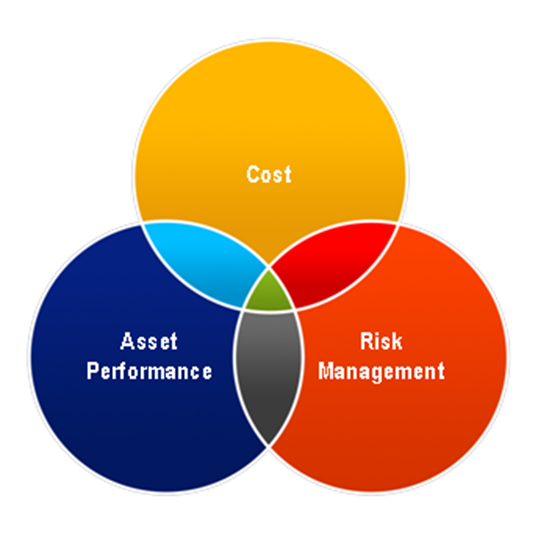 Cost
Asset
Performance
Risk
Management